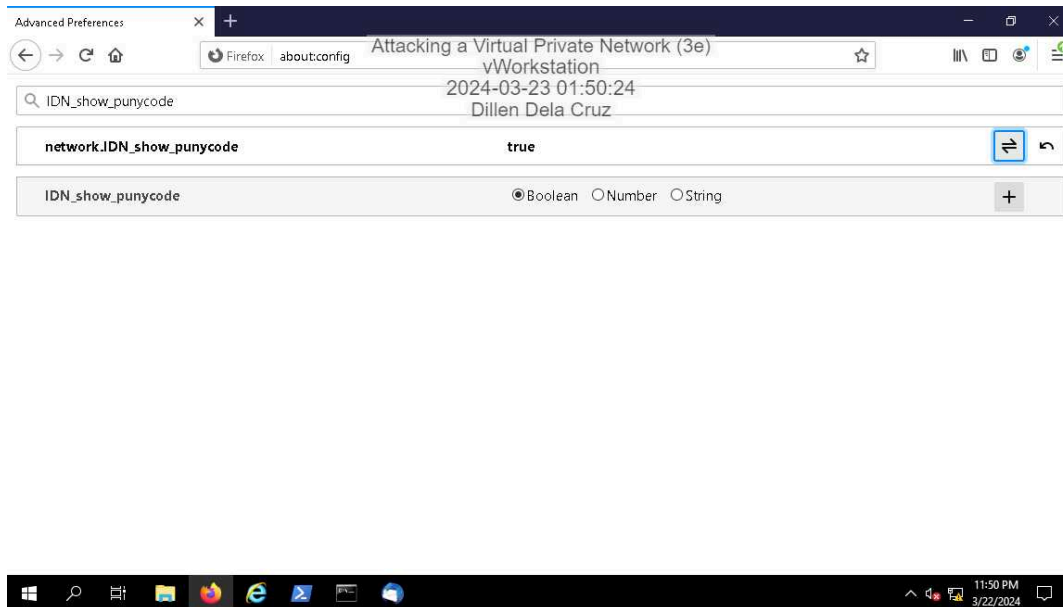 Advanced Preferences
Firefox about:config
Attacking a Virtual Private Network (3e)
vWorkstation
2024-03-23 01:50:24
Dillen Dela Cruz
IDN_show_punycode
network.IDN_show_punycode true
IDN_show_punycode Boolean Number String
11:50 PM
3/22/2024